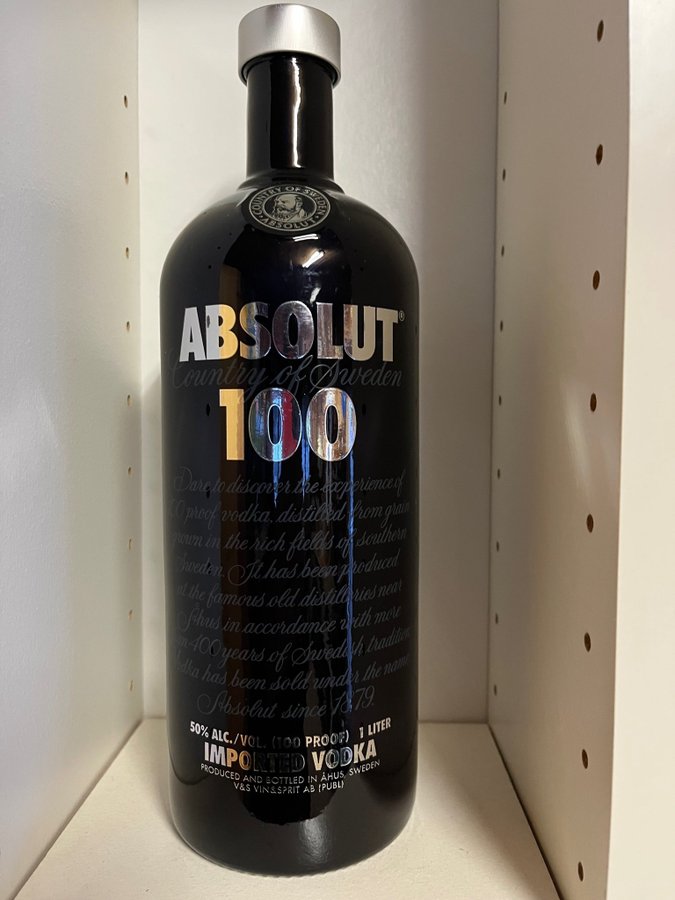 COUNTRY OF SWEDEN
ABSOLUT
ABSOLUT®
Country of Sweden
100
Dare to discover the experience of
proof vodka, distilled from grain
grown in the rich fields of southern
Sweden. It has been produced
at the famous old distilleries near
Åhus in accordance with more
400 years of Swedish tradition
has been sold under the name
Absolut since 1879.
50% ALC./VOL. (100 PROOF) 1 LITER
IMPORTED VODKA
PRODUCED AND BOTTLED IN ÅHUS, SWEDEN
V&S VIN&SPRIT AB (PUBL)